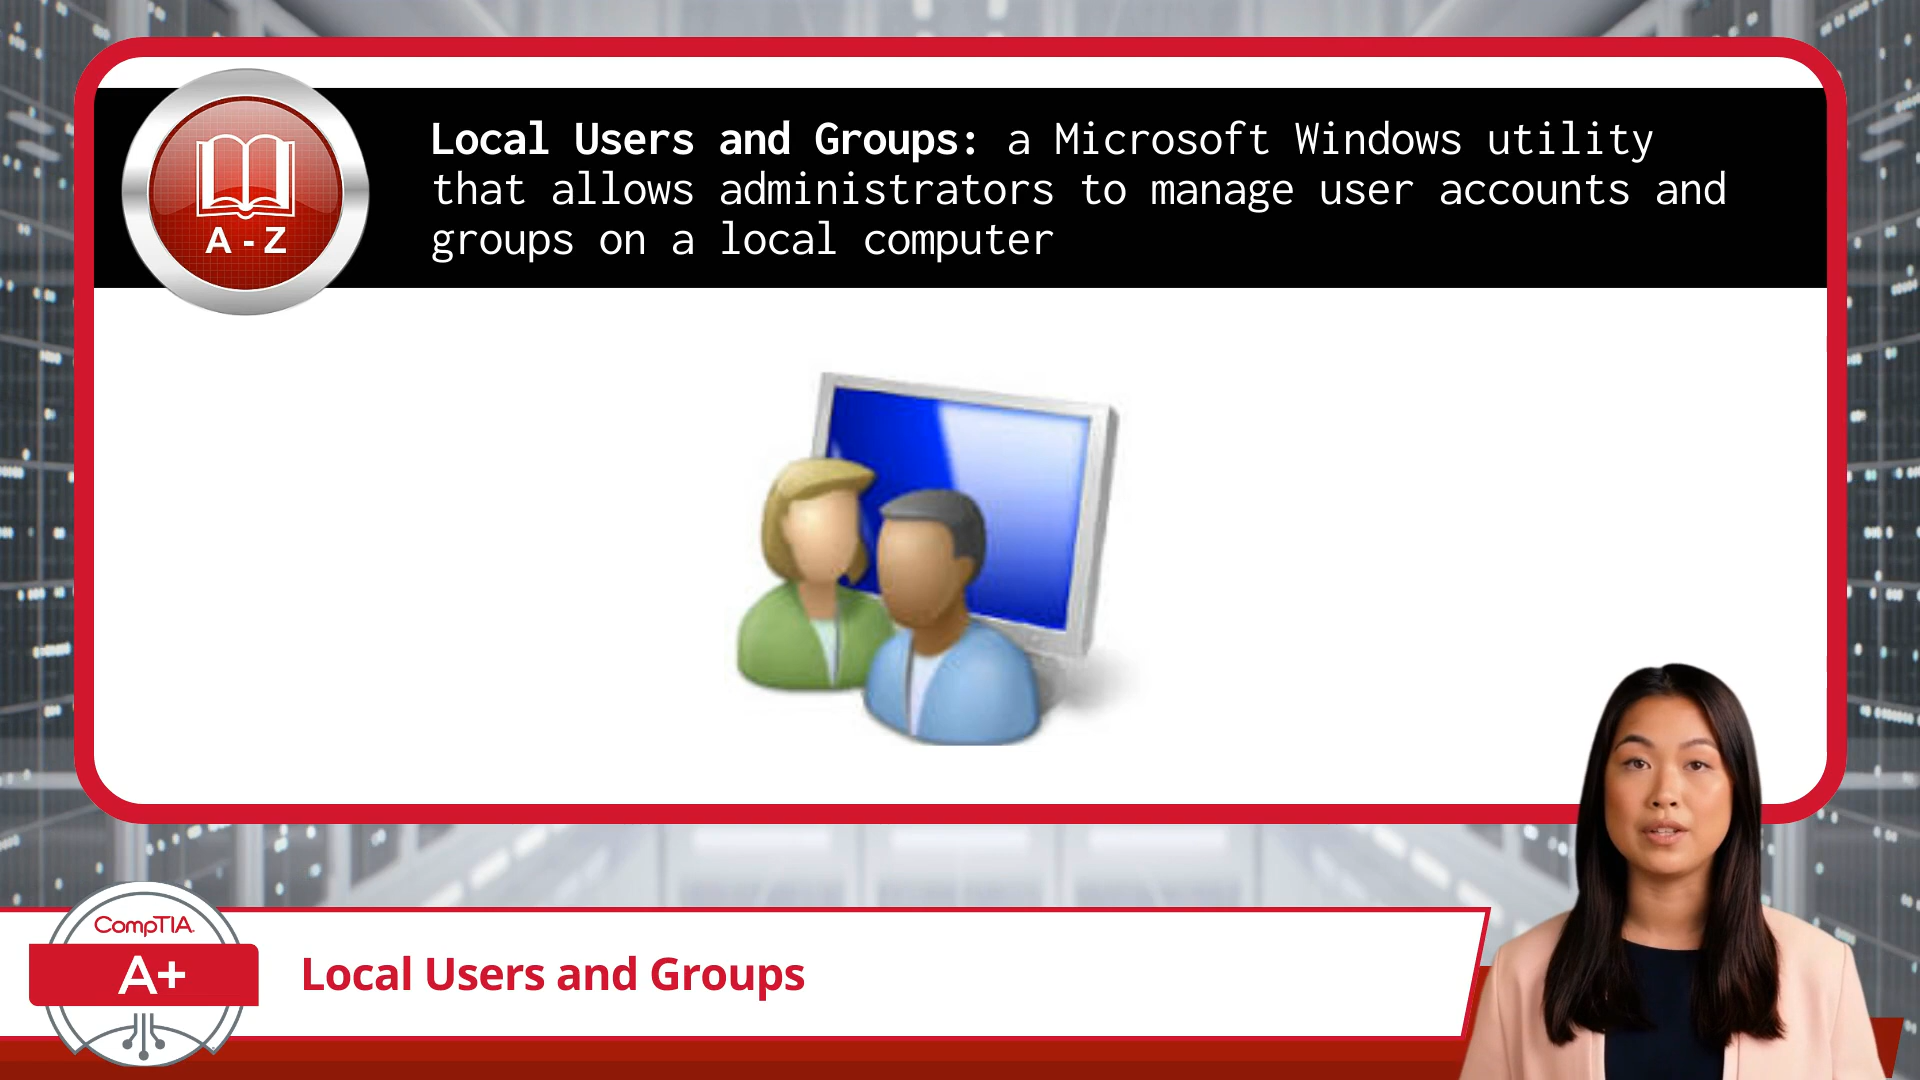 Local Users and Groups: a Microsoft Windows utility
that allows administrators to manage user accounts and
groups on a local computer
A-Z
CompTIA.
A+
Local Users and Groups